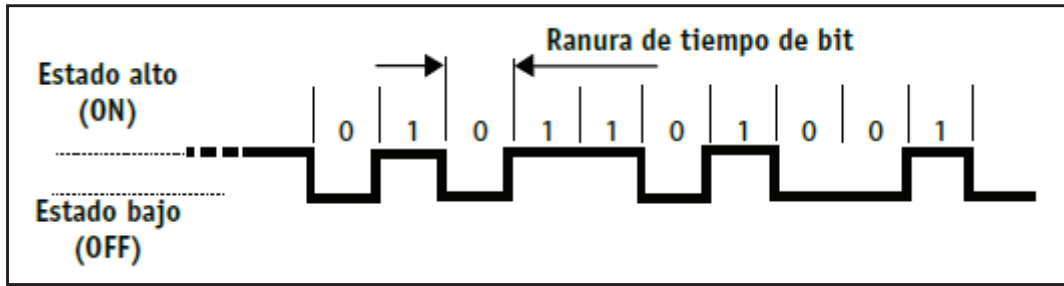 Ranura de tiempo de bit
Estado alto
(ON)
0 1 0 1 1 0 1 0 0 1
Estado bajo
(OFF)